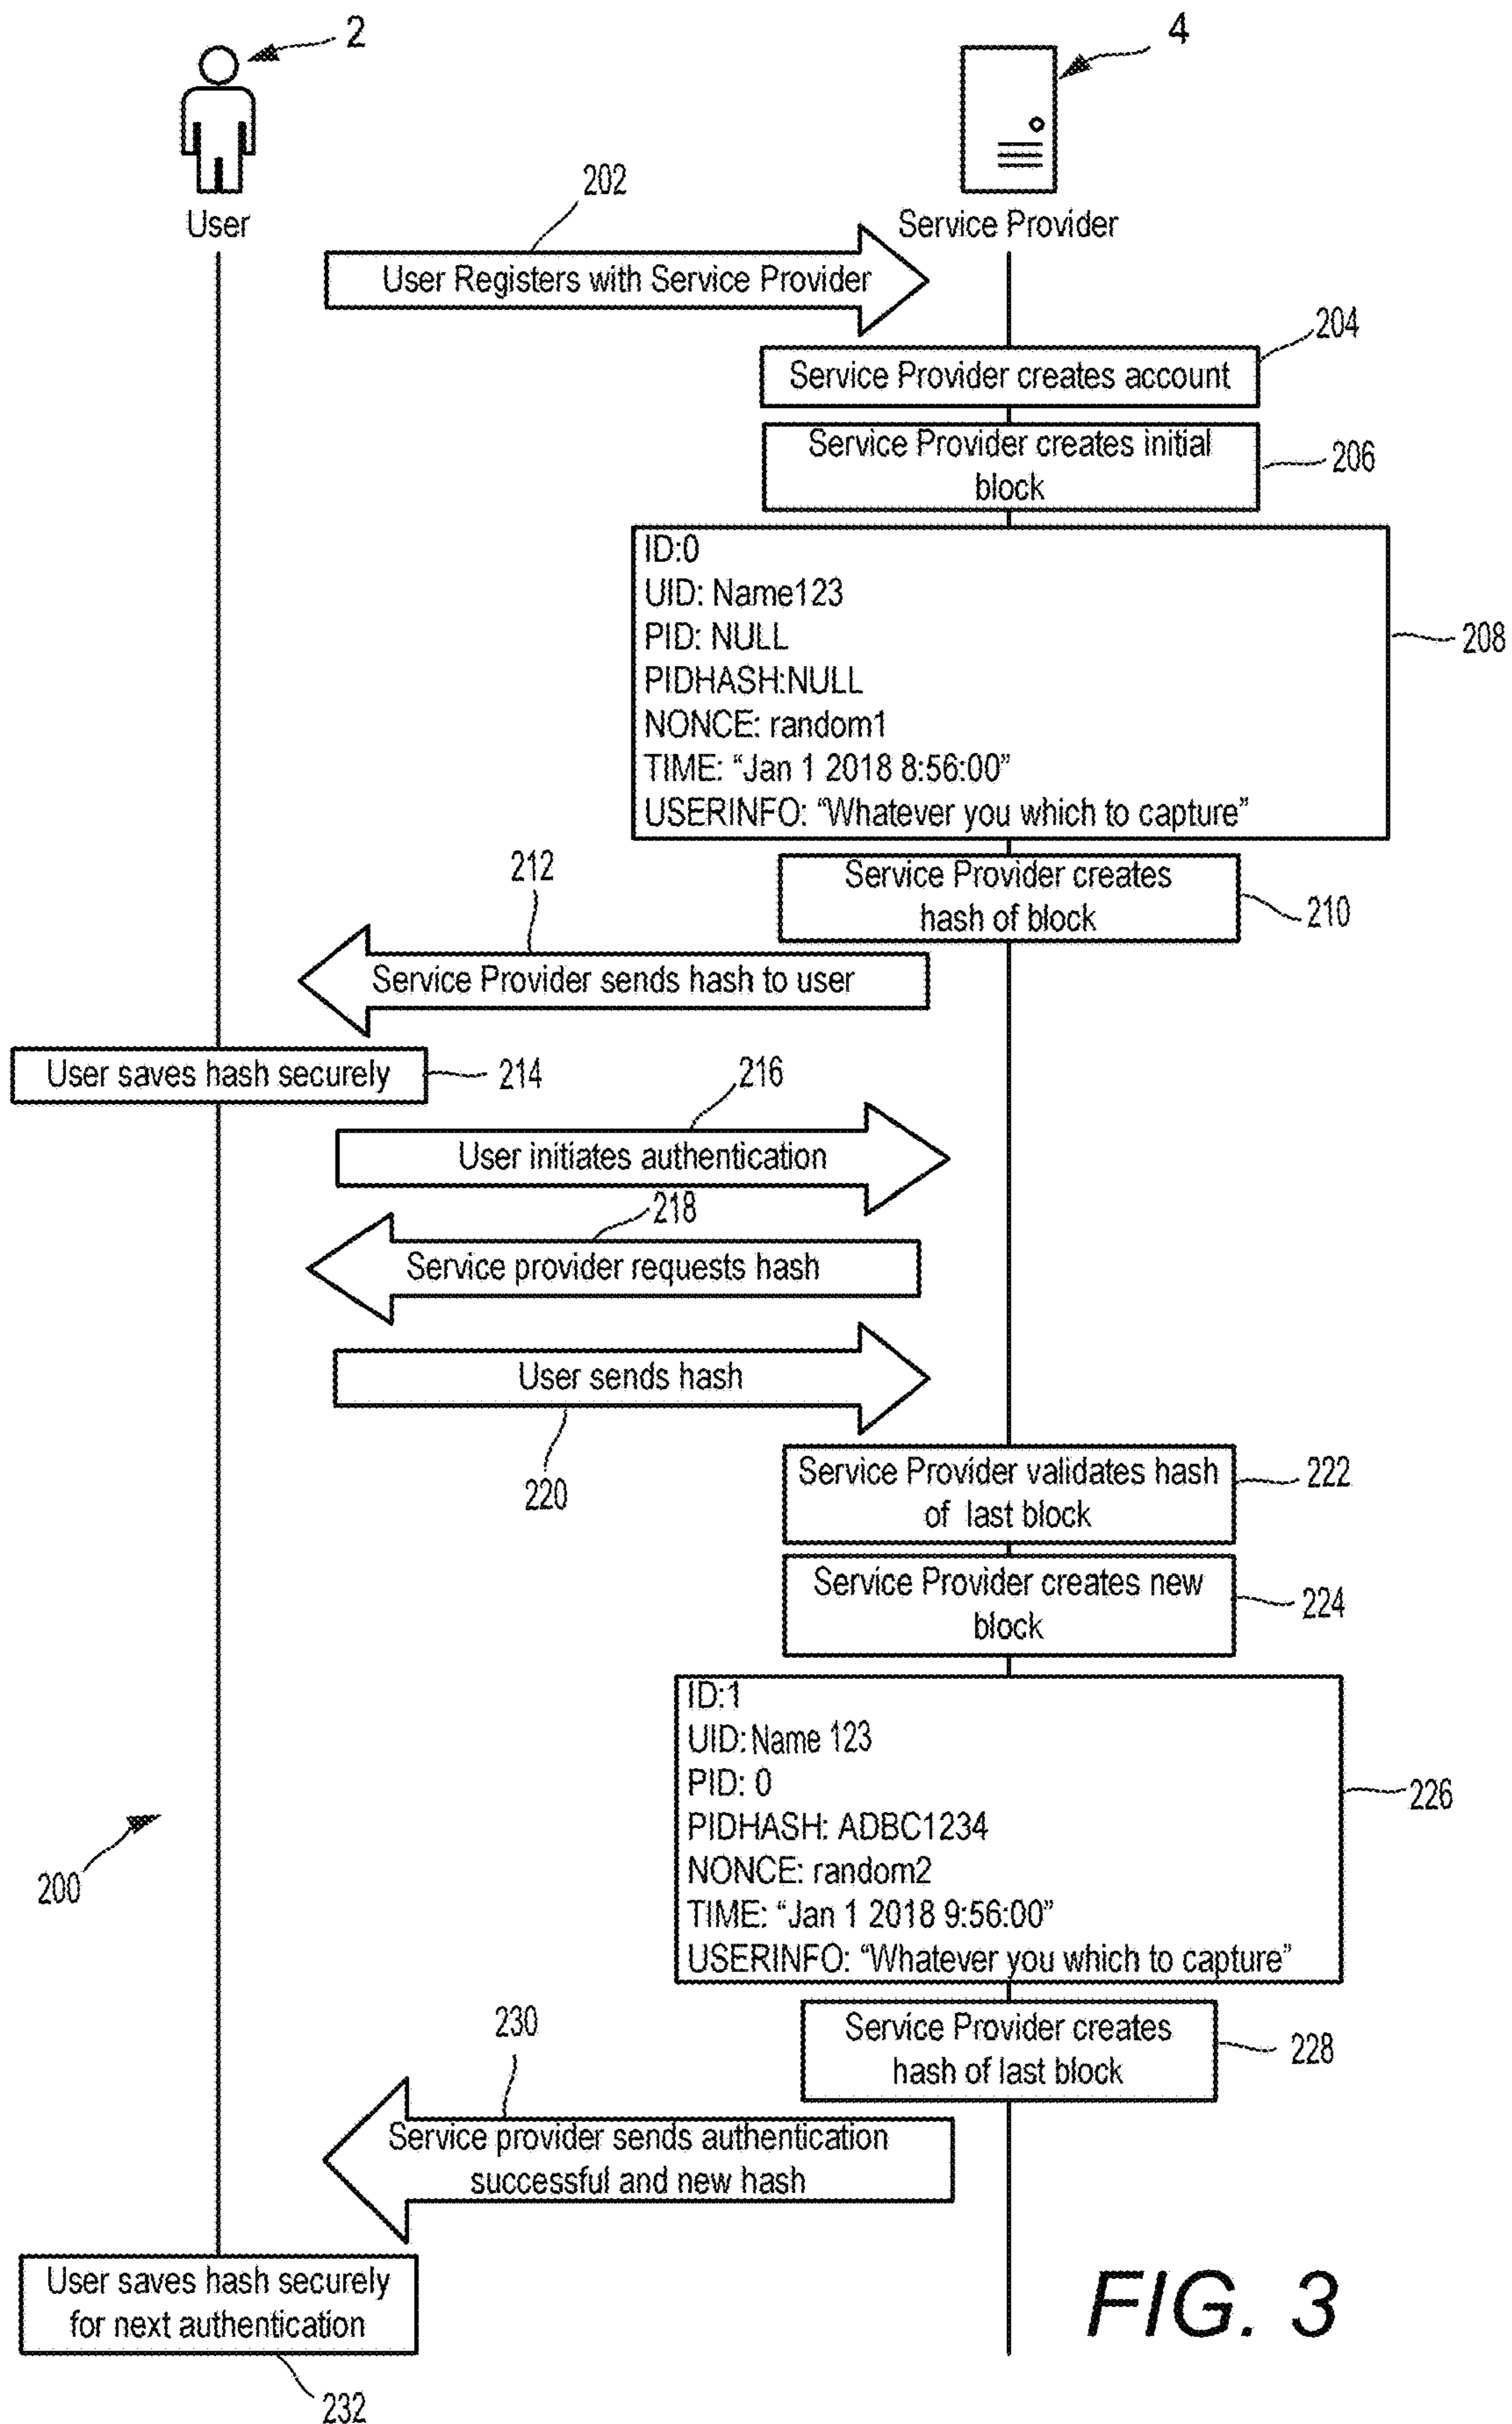 2
4
User
Service Provider
202
User Registers with Service Provider
204
Service Provider creates account
Service Provider creates initial
block
206
ID:0
UID: Name123
PID: NULL
PIDHASH:NULL
NONCE: random1
TIME: “Jan 1 2018 8:56:00”
USERINFO: “Whatever you which to capture”
208
212
Service Provider creates
hash of block
210
Service Provider sends hash to user
User saves hash securely
214
216
User initiates authentication
218
Service provider requests hash
User sends hash
220
Service Provider validates hash
of last block
222
Service Provider creates new
block
224
ID:1
UID: Name 123
PID: 0
PIDHASH: ADBC1234
NONCE: random2
TIME: “Jan 1 2018 9:56:00”
USERINFO: “Whatever you which to capture”
226
200
230
Service Provider creates
hash of last block
228
Service provider sends authentication
successful and new hash
User saves hash securely
for next authentication
232
FIG. 3